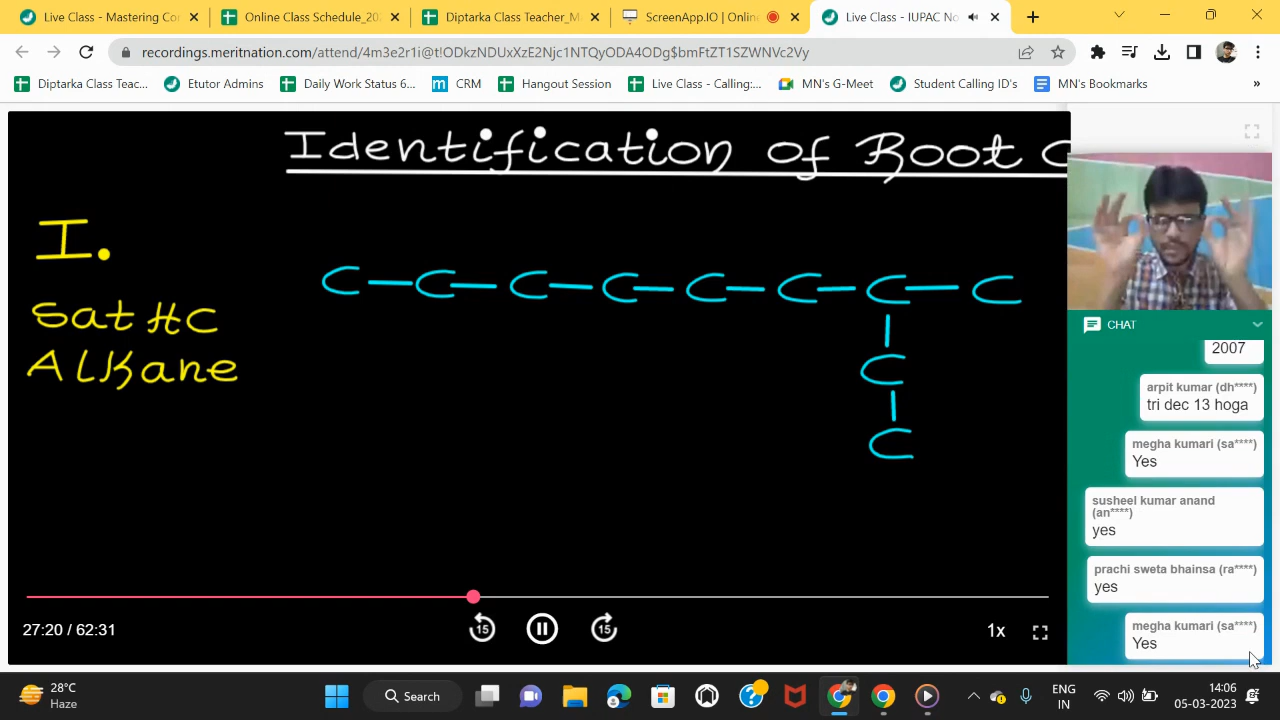 Live Class - Mastering Cor
Online Class Schedule_20
Diptarka Class Teacher_M
ScreenApp.IO | Online
Live Class - IUPAC No
recordings.meritnation.com/attend/4m3e2r1i@t!ODkzNDUxXzE2Njc1NTQyODA4ODg$bmFtZT1SZWNVc2Vy
Diptarka Class Teac...
Etutor Admins
Daily Work Status 6...
CRM
Hangout Session
Live Class - Calling....
MN's G-Meet
Student Calling ID's
MN's Bookmarks
»
Identification of Root C
I.
Sat HC
Alkane
C-C-C-C-C-C-C-C
C
C
CHAT
2007
arpit kumar (dh****)
tri dec 13 hoga
megha kumari (sa****)
Yes
susheel kumar anand
(an****)
yes
prachi sweta bhainsa (ra****)
yes
megha kumari (sa****)
Yes
15
15
27:20 / 62:31
1x
28°C
Haze
Search
ENG
IN
14:06
05-03-2023